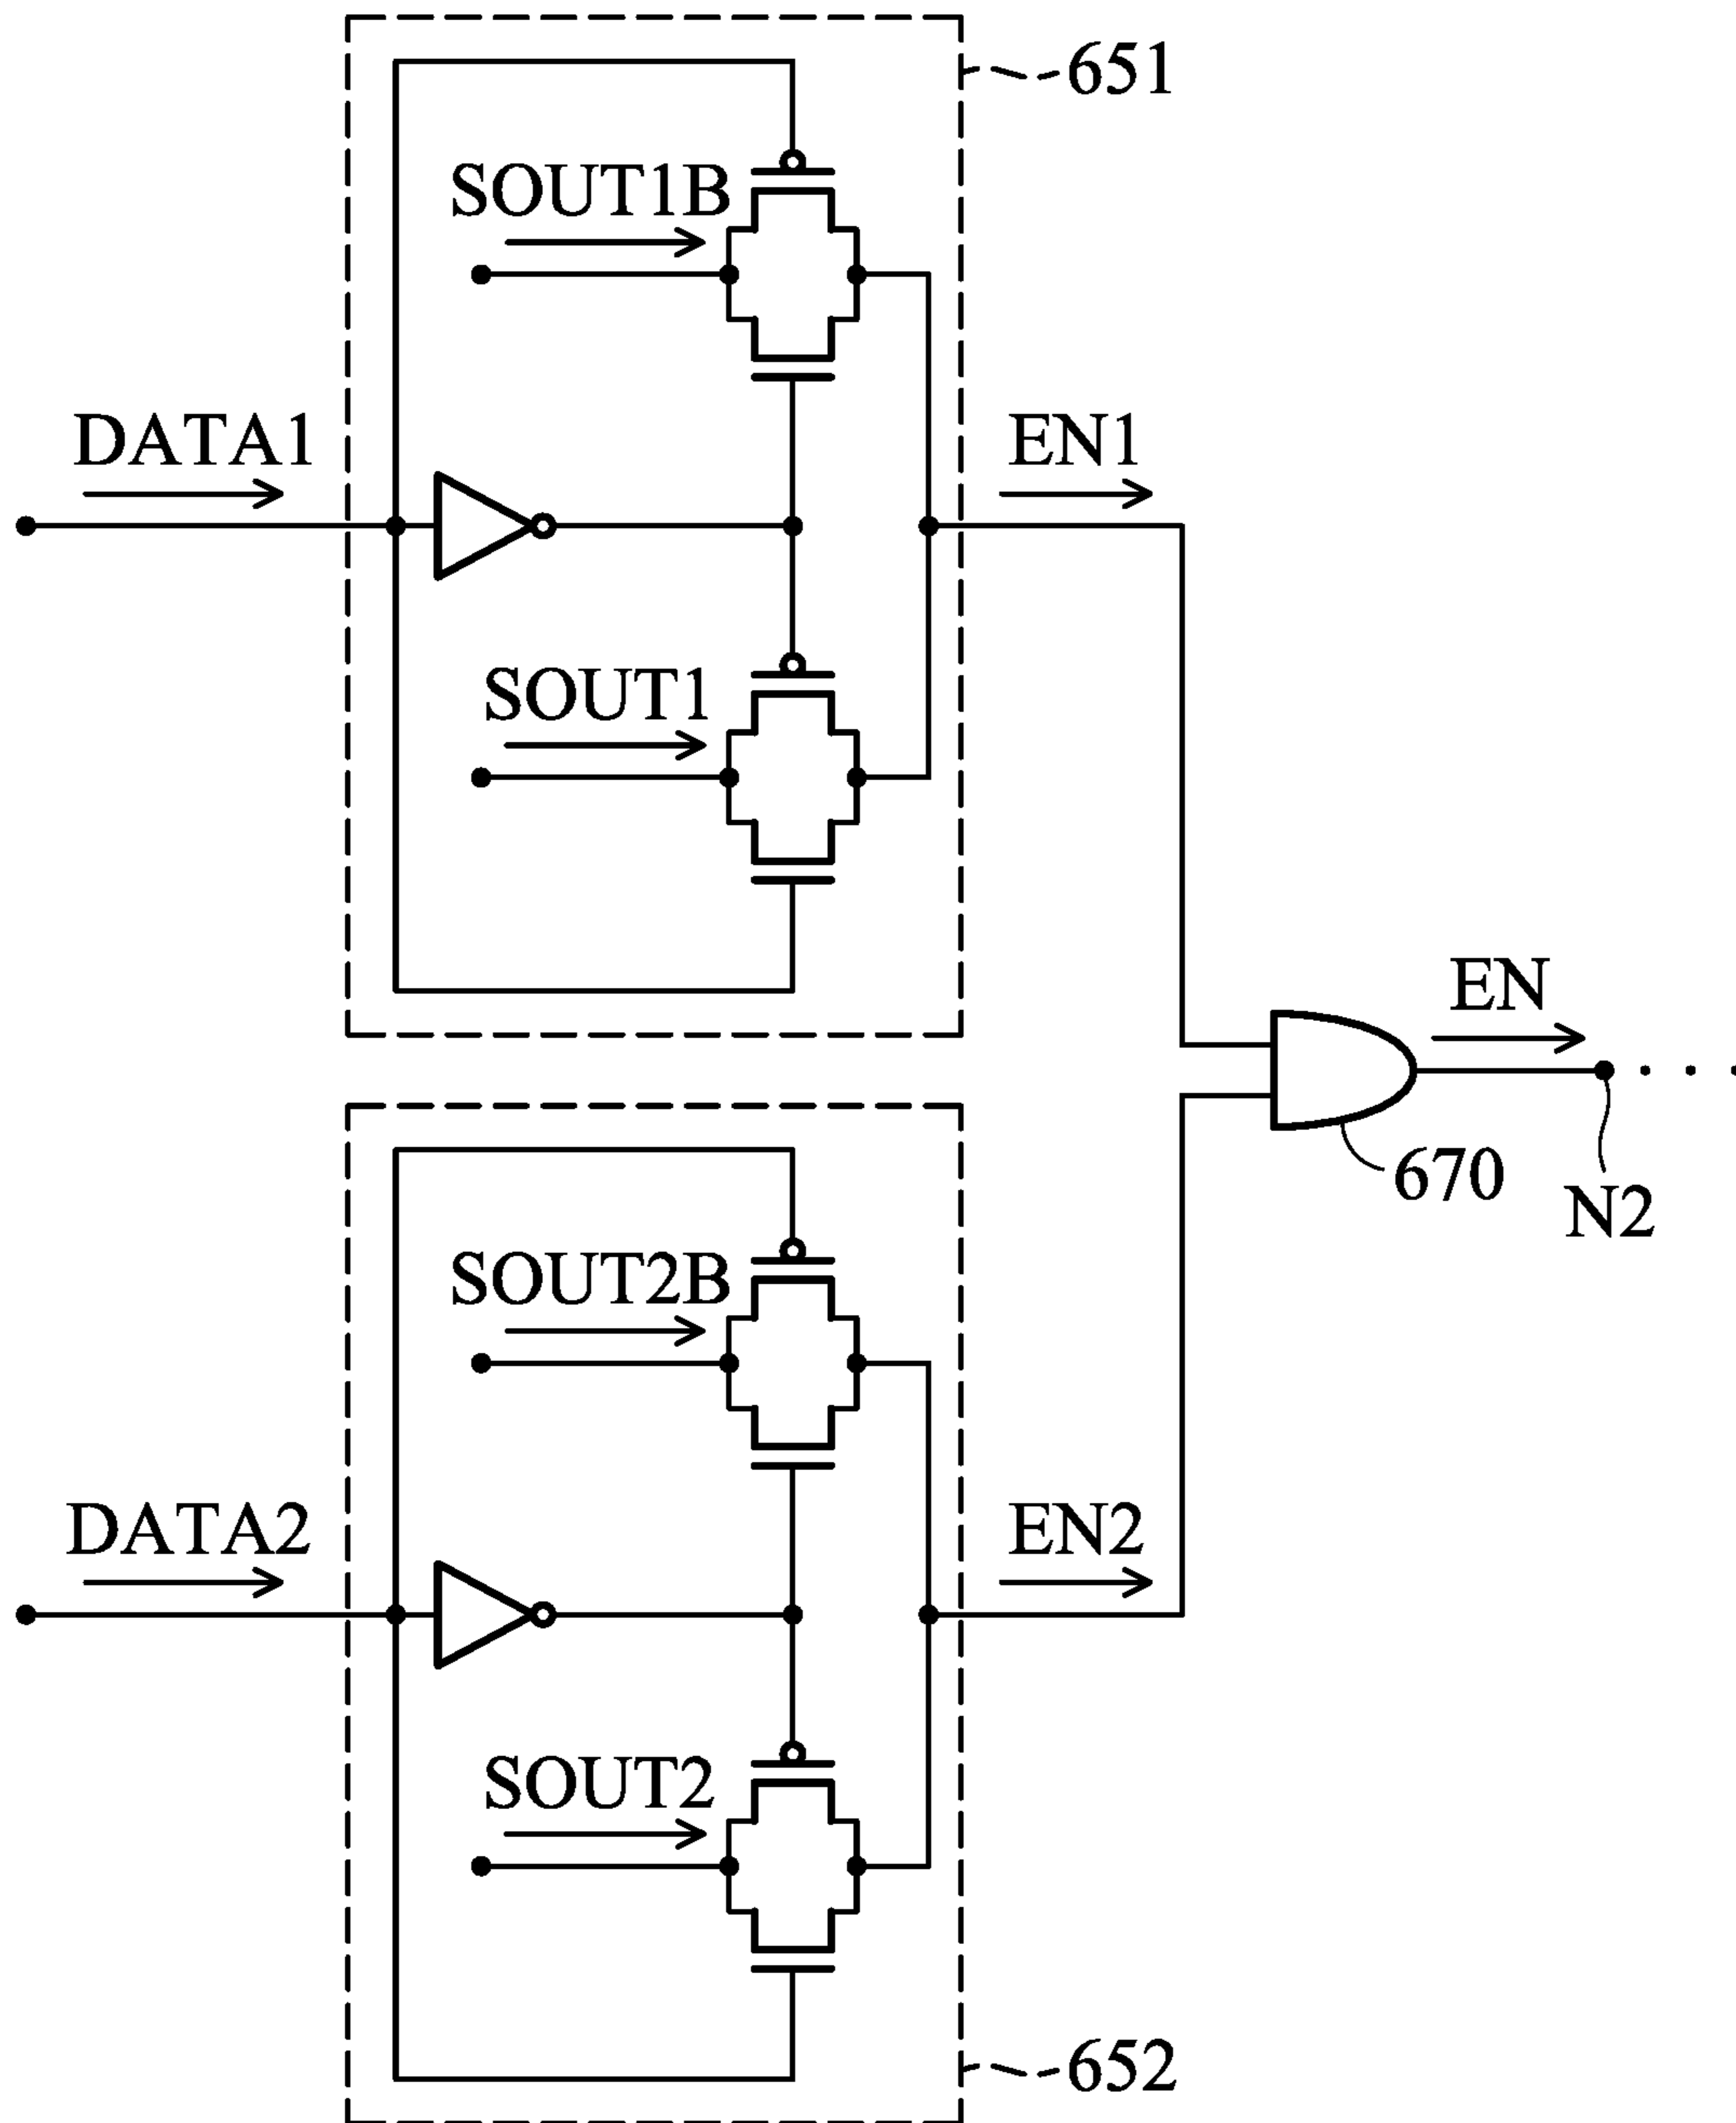 651
SOUT1B
DATA1
EN1
SOUT1
EN
670
N2
SOUT2B
DATA2
EN2
SOUT2
652